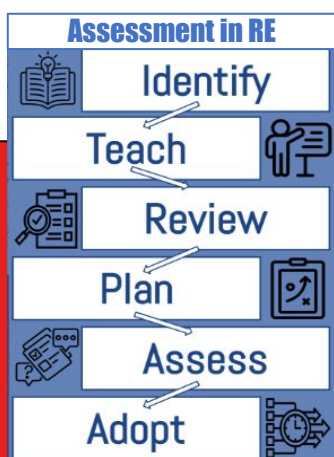 Assessment in RE
Identify
Teach
Review
Plan
Assess
Adopt